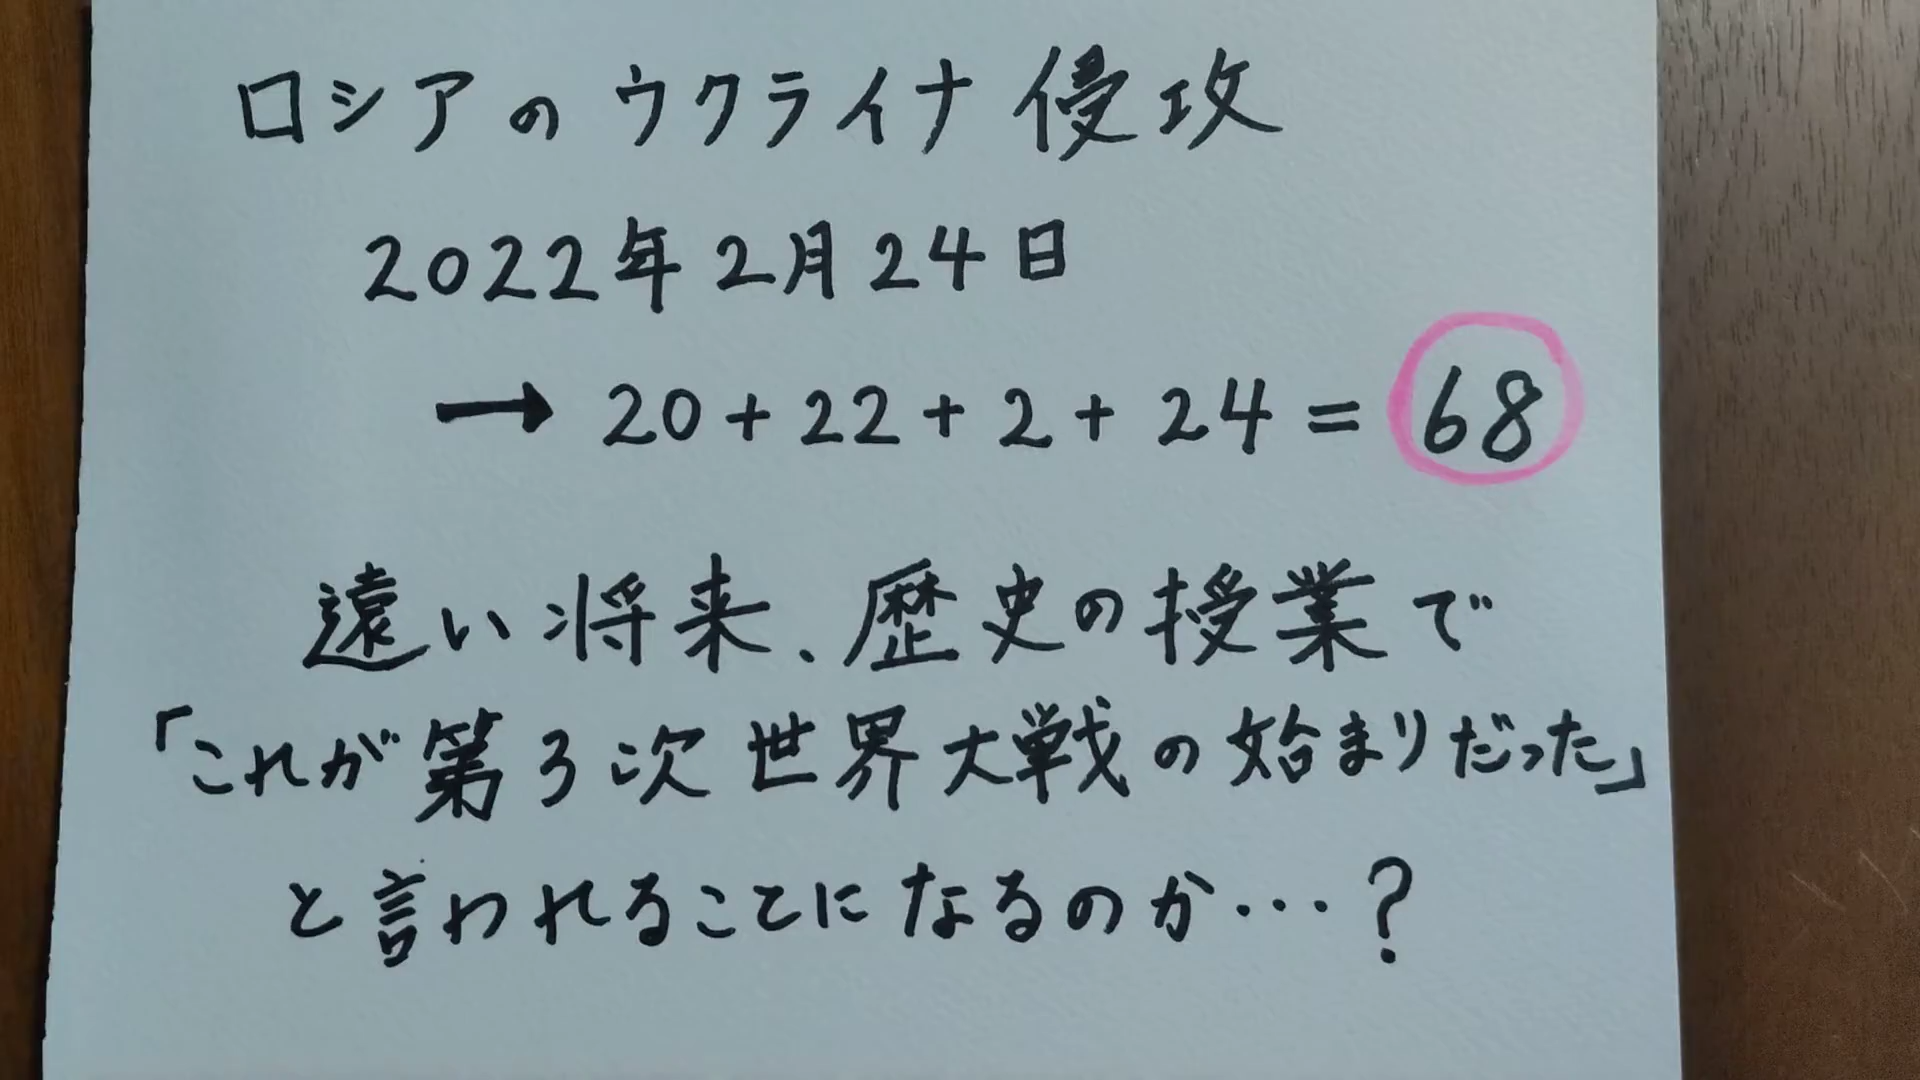 ロシアのウクライナ侵攻
2022年2月24日
→ 20+22+2+24=68
遠い将来、歴史の授業で
「これが第3次世界大戦の始まりだった」
と言われることになるのか…?